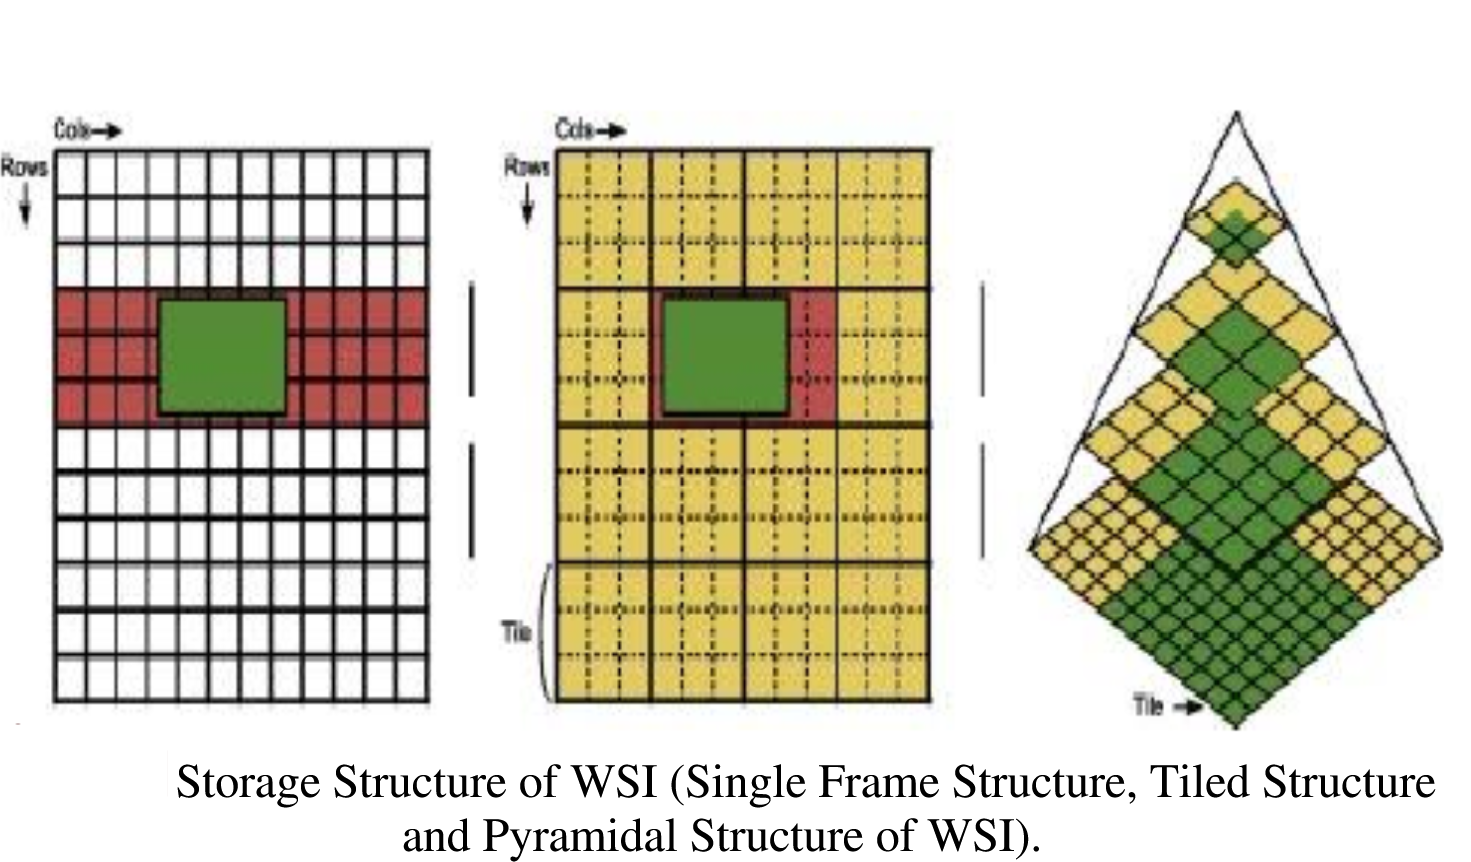 Cols
Rows
Cols
Rows
Tile
Tile
Storage Structure of WSI (Single Frame Structure, Tiled Structure
and Pyramidal Structure of WSI).